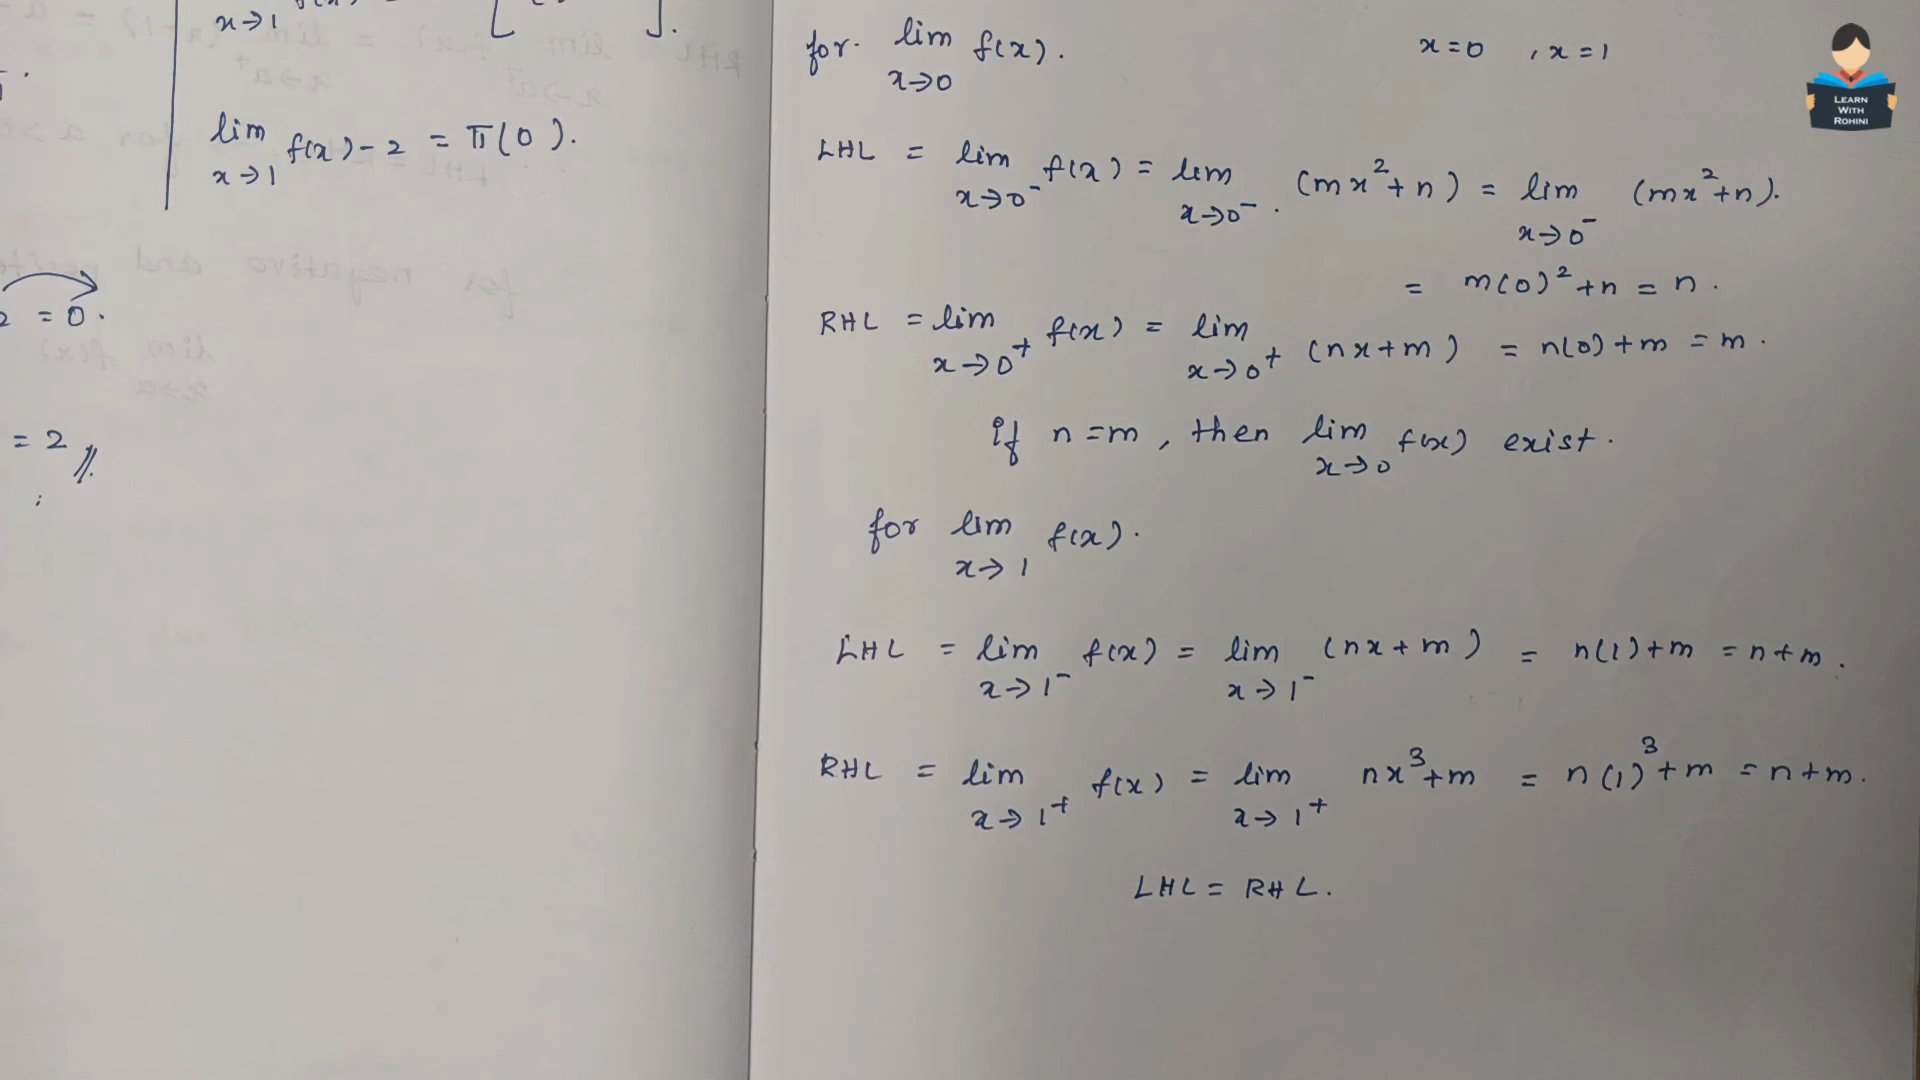 x→1
lim f(x) - 2 = π(0).
x→1
2 = 0.
= 2 //.
for. lim f(x).
x→0
x=0 , x=1
LHL = lim f(x) = lim (mx²+n) = lim (mx²+n).
x→0⁻ x→0⁻. x→0⁻
= m(0)²+n = n.
RHL = lim f(x) = lim (nx+m) = n(0)+m = m.
x→0⁺ x→0⁺
if n=m, then lim f(x) exist.
x→0
for lim f(x).
x→1
LHL = lim f(x) = lim (nx+m) = n(1)+m = n+m.
x→1⁻ x→1⁻
RHL = lim f(x) = lim nx³+m = n(1)³+m = n+m.
x→1⁺ x→1⁺
LHL = RHL.
LEARN
WITH
ROHINI